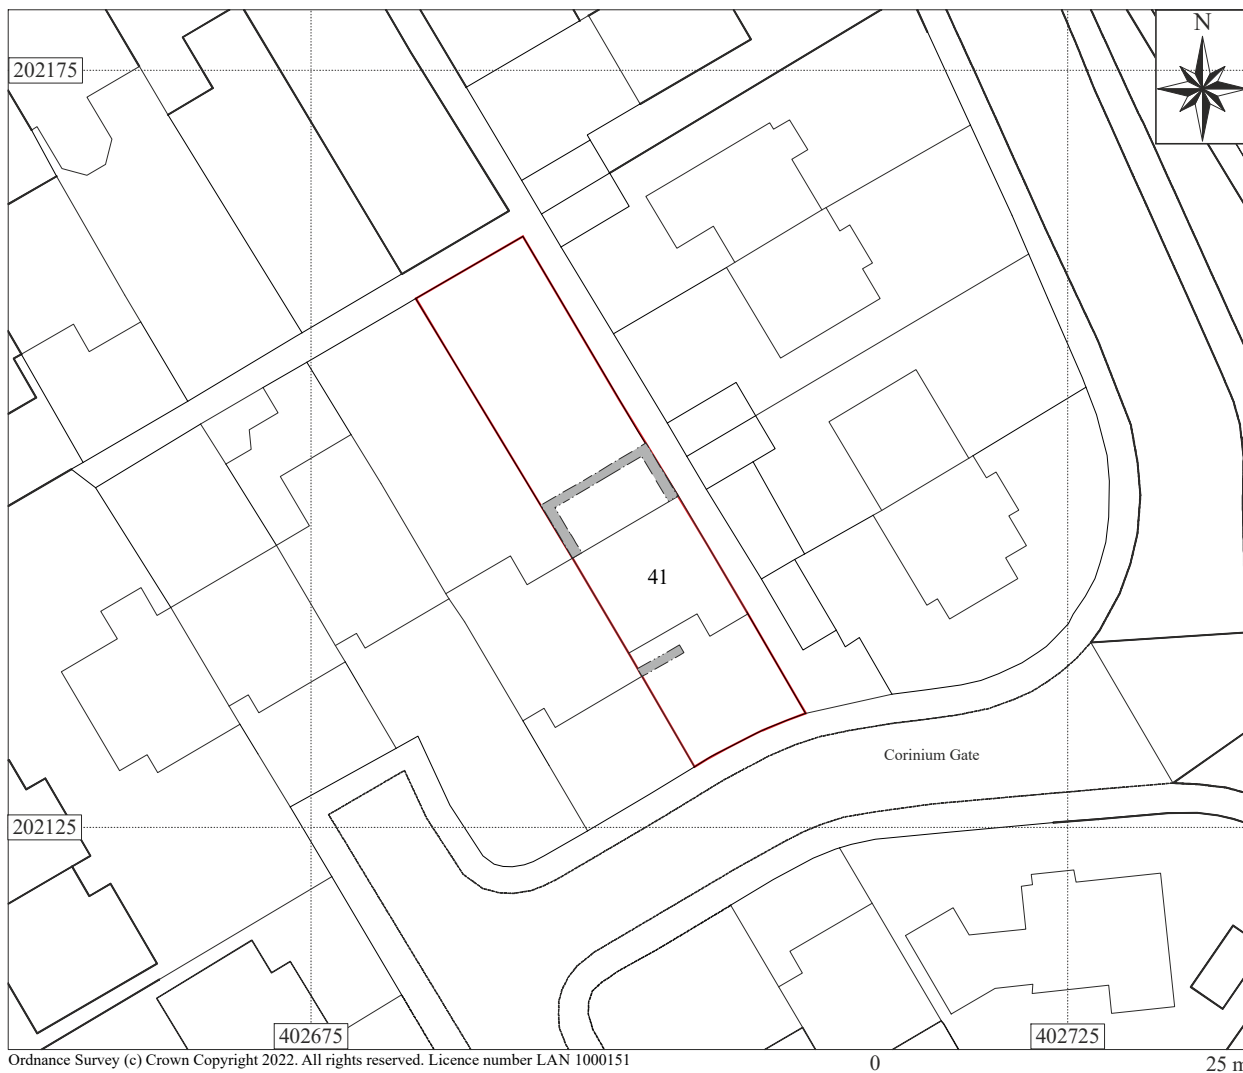 N
202175
41
Corinium Gate
202125
402675
402725
Ordnance Survey (c) Crown Copyright 2022. All rights reserved. Licence number LAN 1000151
0
25 m